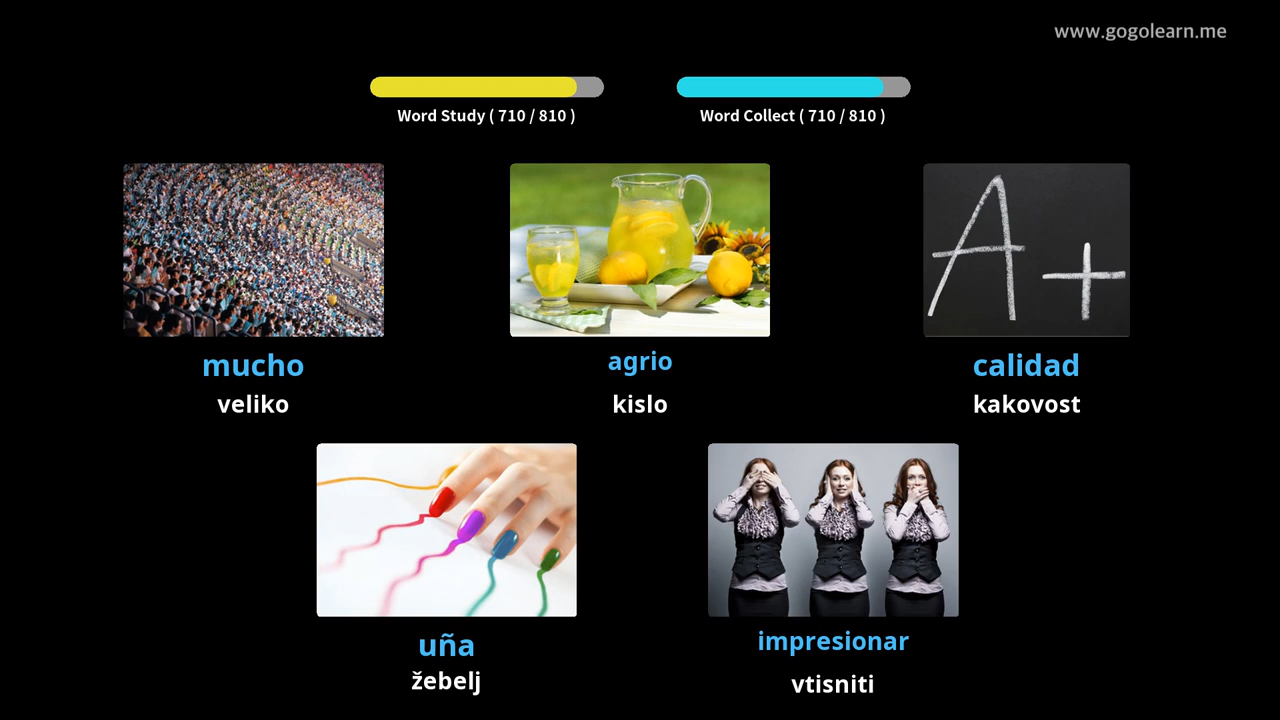 www.gogolearn.me
Word Study ( 710 / 810 )
Word Collect ( 710 / 810 )
A+
mucho
agrio
calidad
veliko
kislo
kakovost
uña
impresionar
žebelj
vtisniti